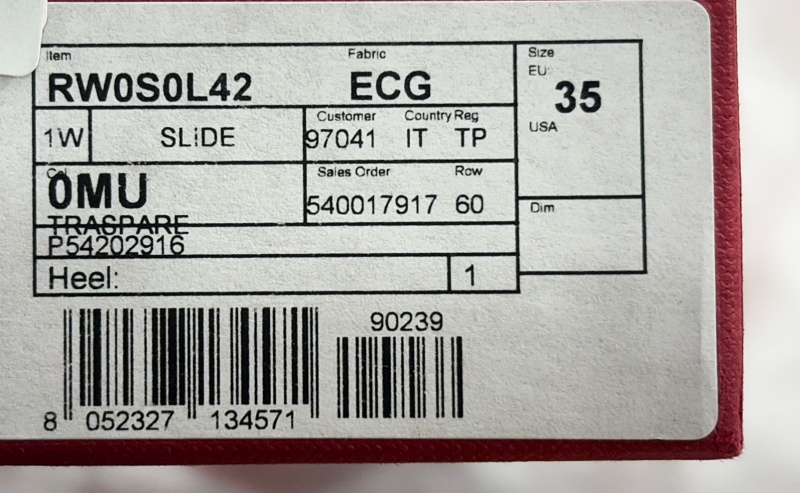 Item Fabric Size
RW0S0L42 ECG EU: 35
Customer Country Reg USA
1W SLIDE 97041 IT TP
Col Sales Order Row
0MU 540017917 60 Dim
TRASPARE
P54202916
Heel: 1
90239
8 052327 134571